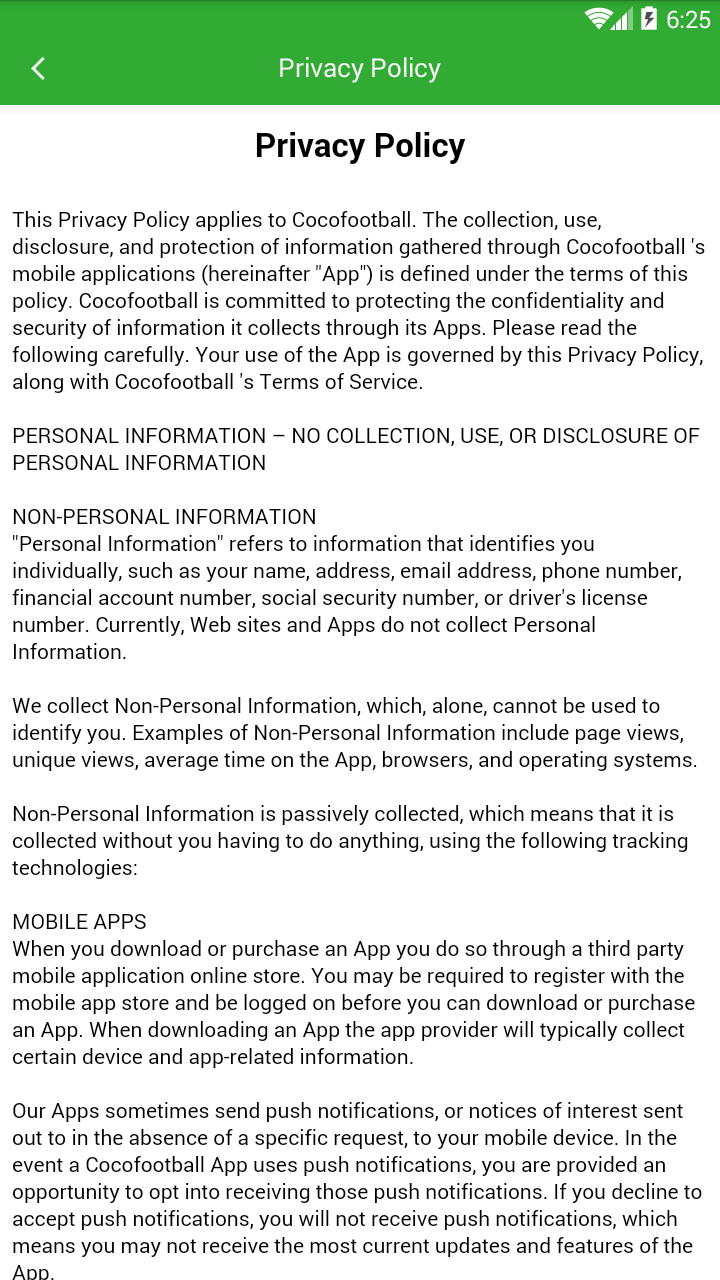 6:25
Privacy Policy
Privacy Policy
This Privacy Policy applies to Cocofootball. The collection, use,
disclosure, and protection of information gathered through Cocofootball 's
mobile applications (hereinafter "App") is defined under the terms of this
policy. Cocofootball is committed to protecting the confidentiality and
security of information it collects through its Apps. Please read the
following carefully. Your use of the App is governed by this Privacy Policy,
along with Cocofootball 's Terms of Service.
PERSONAL INFORMATION – NO COLLECTION, USE, OR DISCLOSURE OF
PERSONAL INFORMATION
NON-PERSONAL INFORMATION
"Personal Information" refers to information that identifies you
individually, such as your name, address, email address, phone number,
financial account number, social security number, or driver's license
number. Currently, Web sites and Apps do not collect Personal
Information.
We collect Non-Personal Information, which, alone, cannot be used to
identify you. Examples of Non-Personal Information include page views,
unique views, average time on the App, browsers, and operating systems.
Non-Personal Information is passively collected, which means that it is
collected without you having to do anything, using the following tracking
technologies:
MOBILE APPS
When you download or purchase an App you do so through a third party
mobile application online store. You may be required to register with the
mobile app store and be logged on before you can download or purchase
an App. When downloading an App the app provider will typically collect
certain device and app-related information.
Our Apps sometimes send push notifications, or notices of interest sent
out to in the absence of a specific request, to your mobile device. In the
event a Cocofootball App uses push notifications, you are provided an
opportunity to opt into receiving those push notifications. If you decline to
accept push notifications, you will not receive push notifications, which
means you may not receive the most current updates and features of the
App.